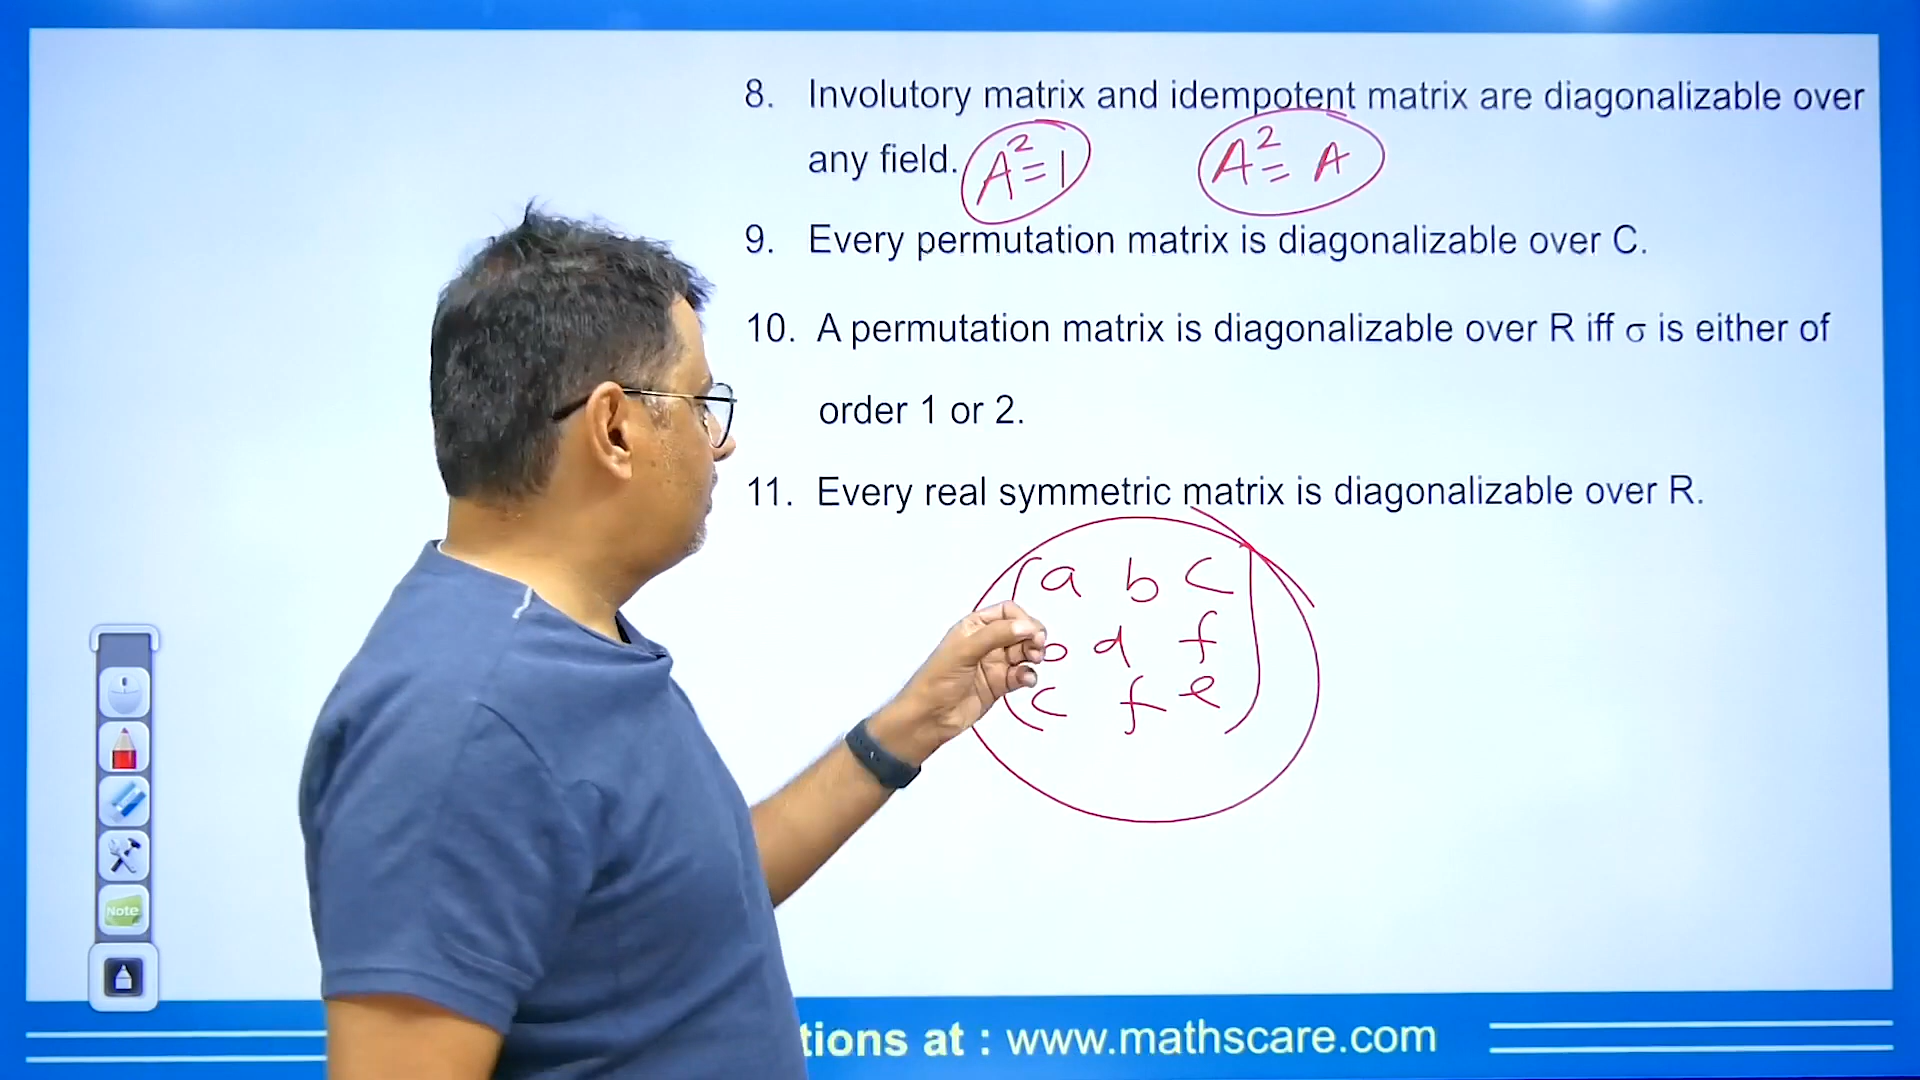 8. Involutory matrix and idempotent matrix are diagonalizable over
any field. A²=1 A²= A
9. Every permutation matrix is diagonalizable over C.
10. A permutation matrix is diagonalizable over R iff σ is either of
order 1 or 2.
11. Every real symmetric matrix is diagonalizable over R.
a b c
b d f
c f e
Note
tions at : www.mathscare.com